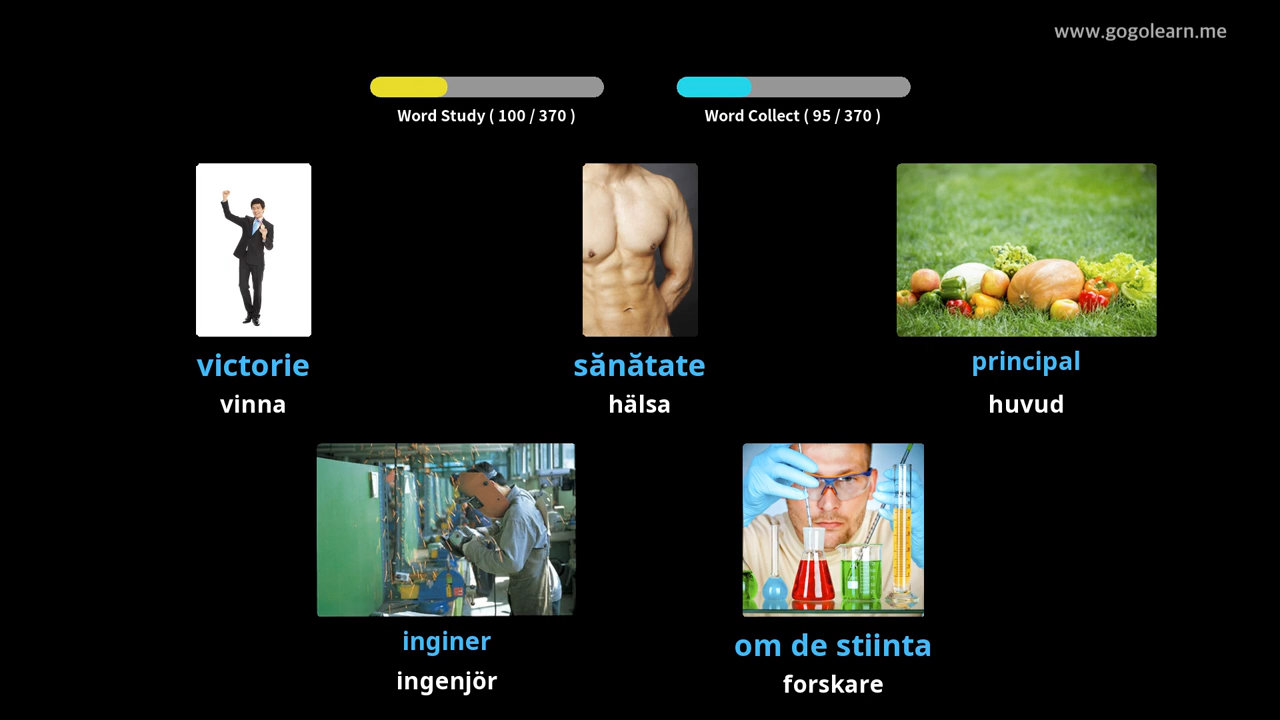 www.gogolearn.me
Word Study ( 100 / 370 )
Word Collect ( 95 / 370 )
victorie
vinna
sănătate
hälsa
principal
huvud
inginer
ingenjör
om de stiinta
forskare